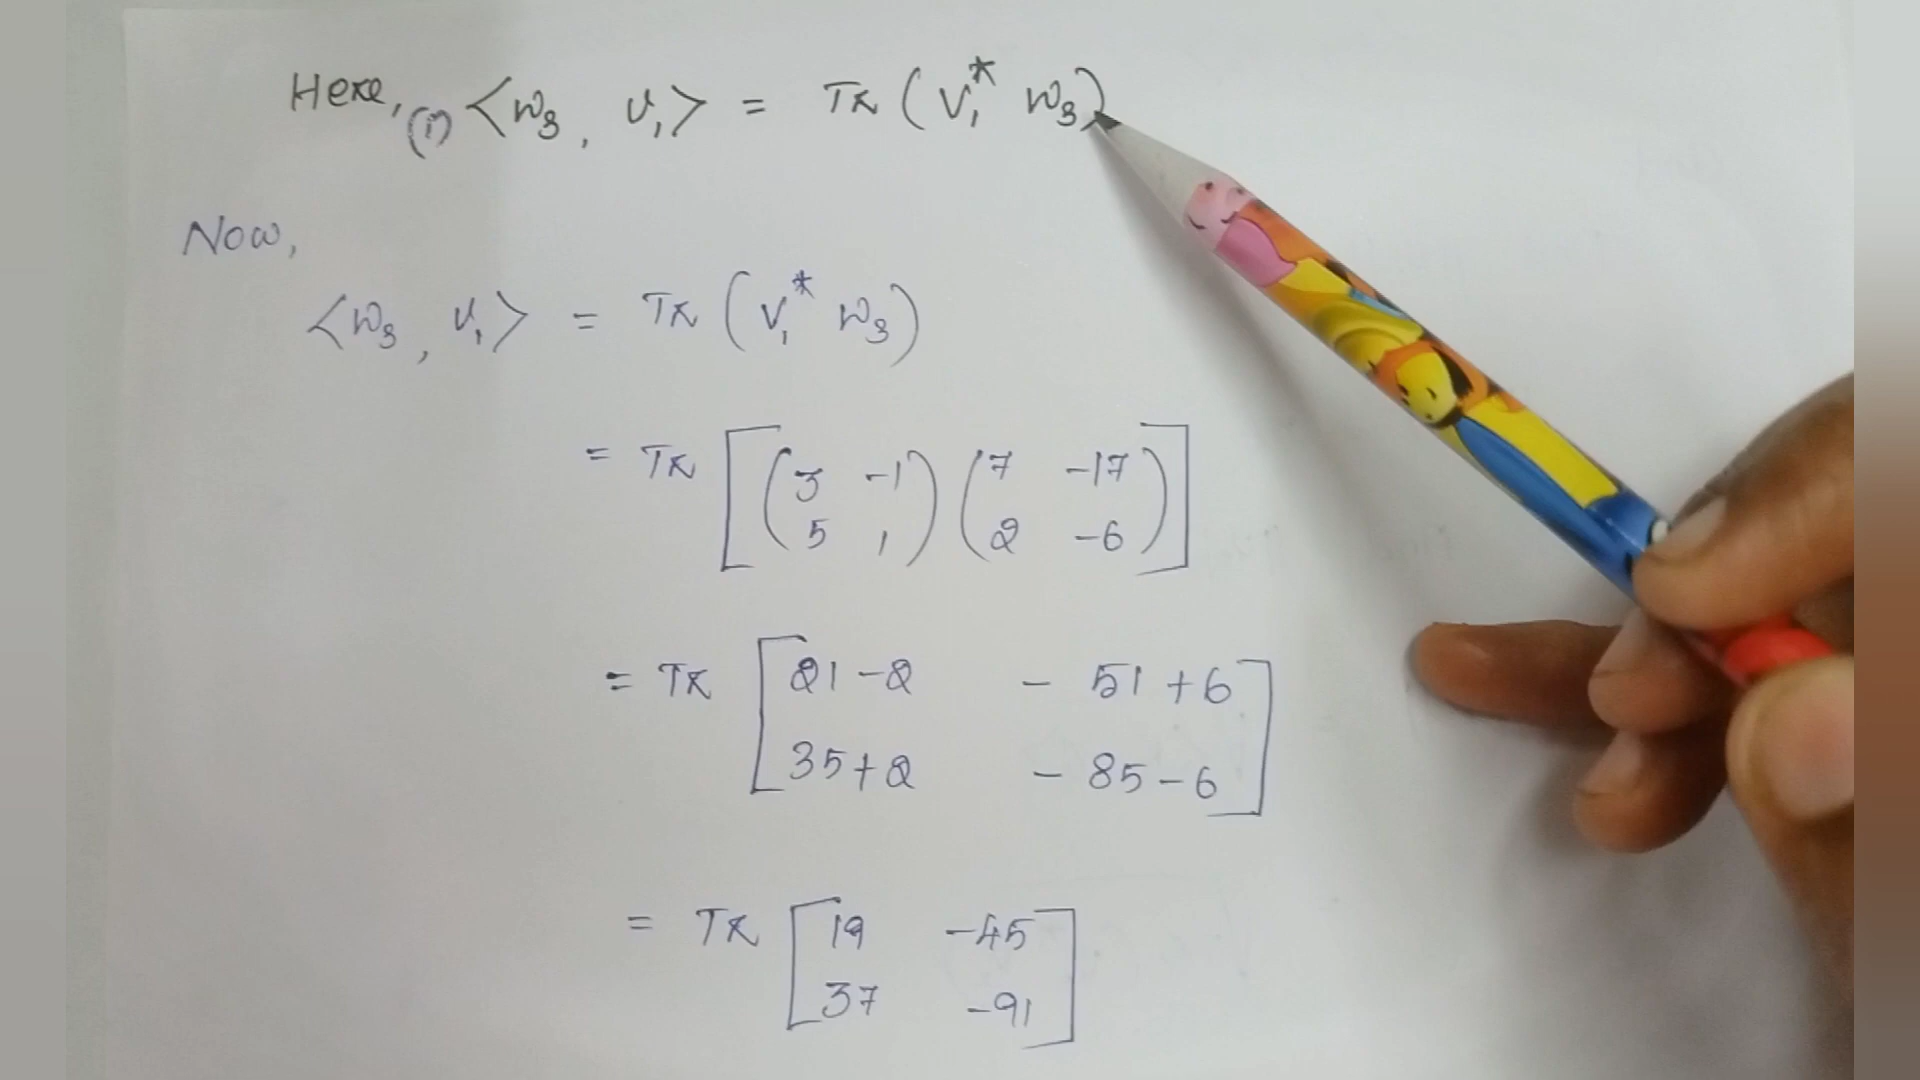 Here, (i) <w₃, v₁> = Tr (v₁* w₃)
Now,
<w₃, v₁> = Tr (v₁* w₃)
= Tr [ ( 3 -1 ) ( 7 -17 ) ]
5 1 2 -6
= Tr [ 21-2 - 51 +6 ]
35+2 - 85-6
= Tr [ 19 -45 ]
37 -91